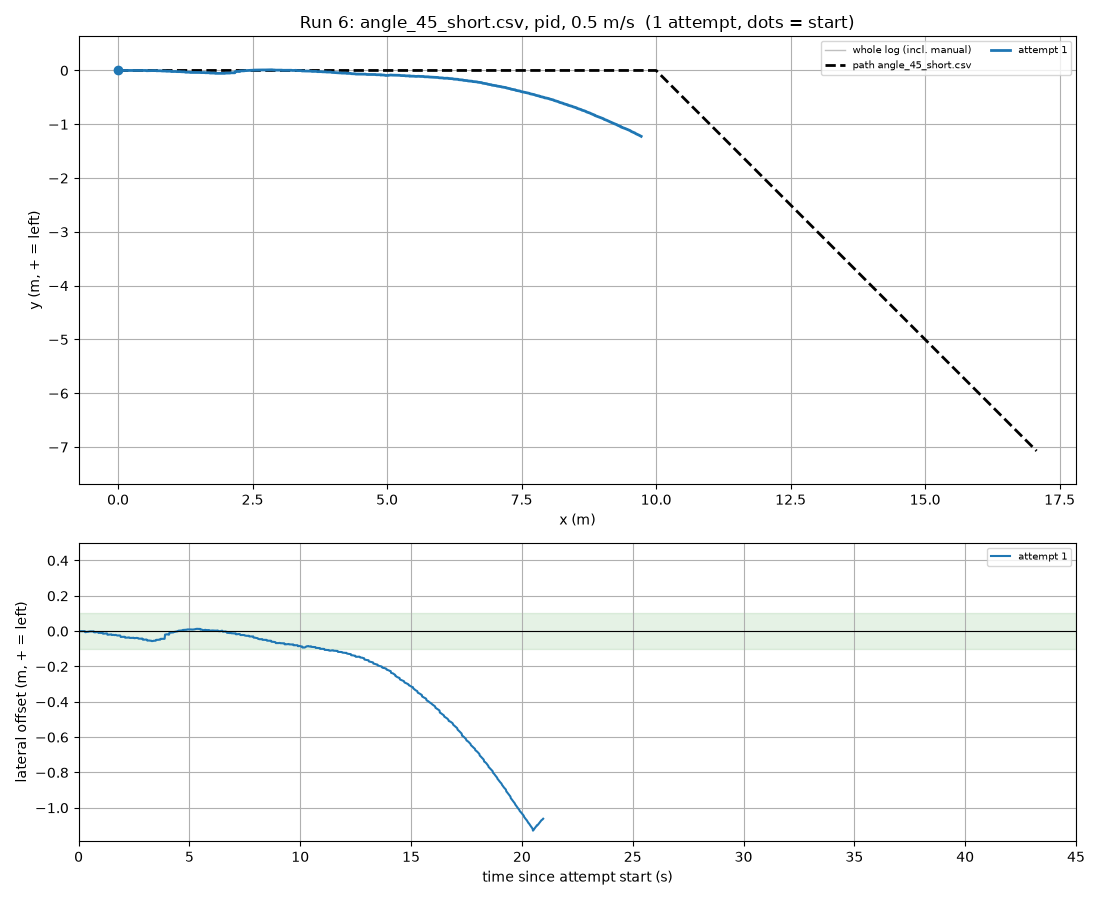 Run 6: angle_45_short.csv, pid, 0.5 m/s  (1 attempt, dots = start)
whole log (incl. manual)
path angle_45_short.csv
attempt 1
y (m, + = left)
0
−1
−2
−3
−4
−5
−6
−7
0.0 2.5 5.0 7.5 10.0 12.5 15.0 17.5
x (m)
attempt 1
lateral offset (m, + = left)
0.4
0.2
0.0
−0.2
−0.4
−0.6
−0.8
−1.0
0 5 10 15 20 25 30 35 40 45
time since attempt start (s)